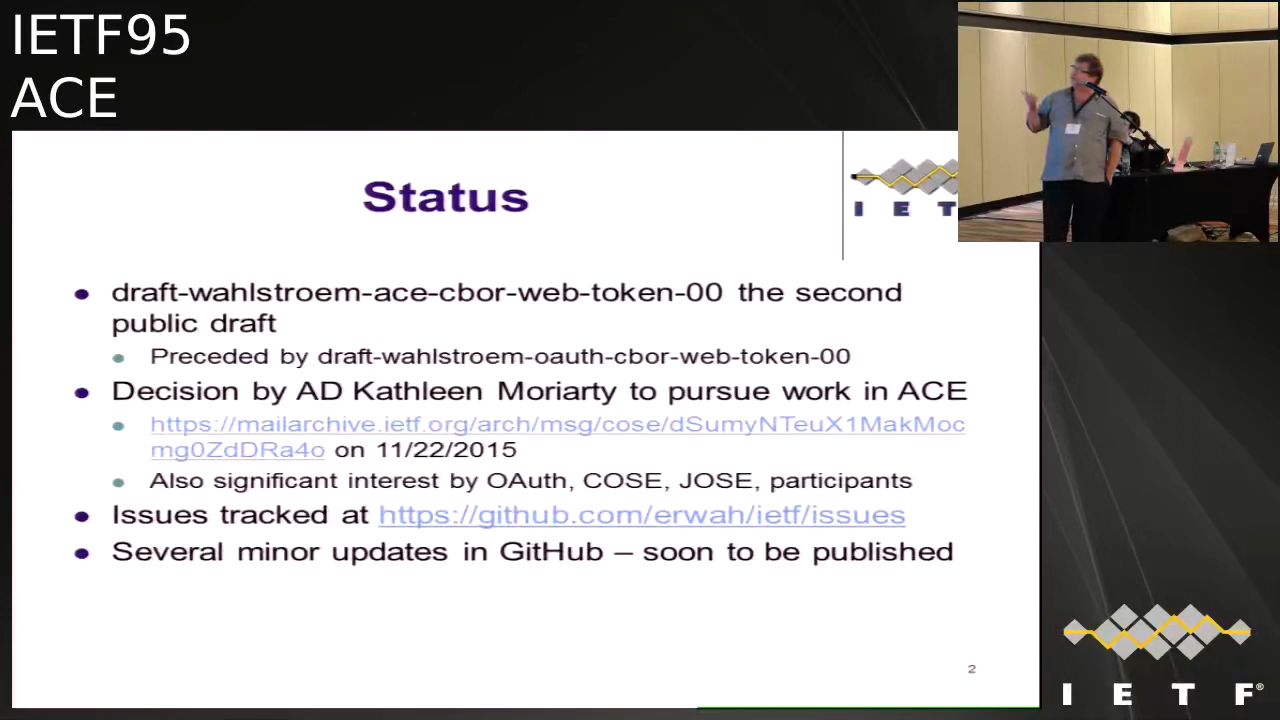 IETF95
ACE
Status
I E T
draft-wahlstroem-ace-cbor-web-token-00 the second
public draft
Preceded by draft-wahlstroem-oauth-cbor-web-token-00
Decision by AD Kathleen Moriarty to pursue work in ACE
https://mailarchive.ietf.org/arch/msg/cose/dSumyNTeuX1MakMoc
mg0ZdDRa4o on 11/22/2015
Also significant interest by OAuth, COSE, JOSE, participants
Issues tracked at https://github.com/erwah/ietf/issues
Several minor updates in GitHub – soon to be published
2
I E T F®